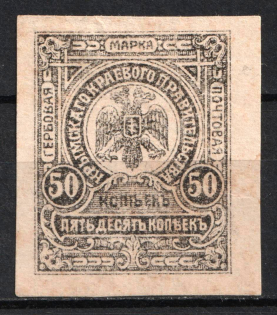 МАРКА
ГЕРБОВАЯ
ПОЧТОВАЯ
КРЫМСКАГО КРАЕВОГО ПРАВИТЕЛЬСТВА
50 50
КОПѢЕКЪ
ПЯТЬДЕСЯТЬ КОПѢЕКЪ